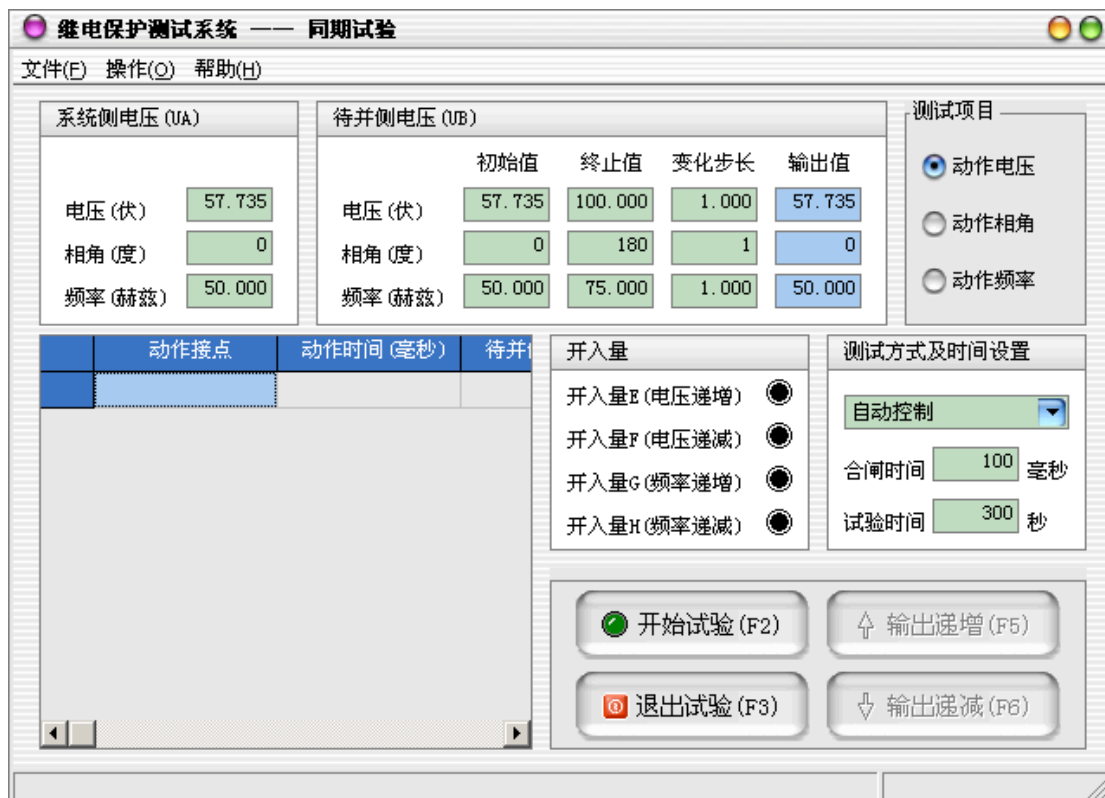 继电保护测试系统 —— 同期试验
文件(F) 操作(O) 帮助(H)
系统侧电压(UA)
电压(伏) 57.735
相角(度) 0
频率(赫兹) 50.000
待并侧电压(UB)
初始值 终止值 变化步长 输出值
电压(伏) 57.735 100.000 1.000 57.735
相角(度) 0 180 1 0
频率(赫兹) 50.000 75.000 1.000 50.000
测试项目
动作电压
动作相角
动作频率
动作接点 动作时间(毫秒) 待并
开入量
开入量E(电压递增)
开入量F(电压递减)
开入量G(频率递增)
开入量H(频率递减)
测试方式及时间设置
自动控制
合闸时间 100 毫秒
试验时间 300 秒
开始试验(F2) 输出递增(F5)
退出试验(F3) 输出递减(F6)